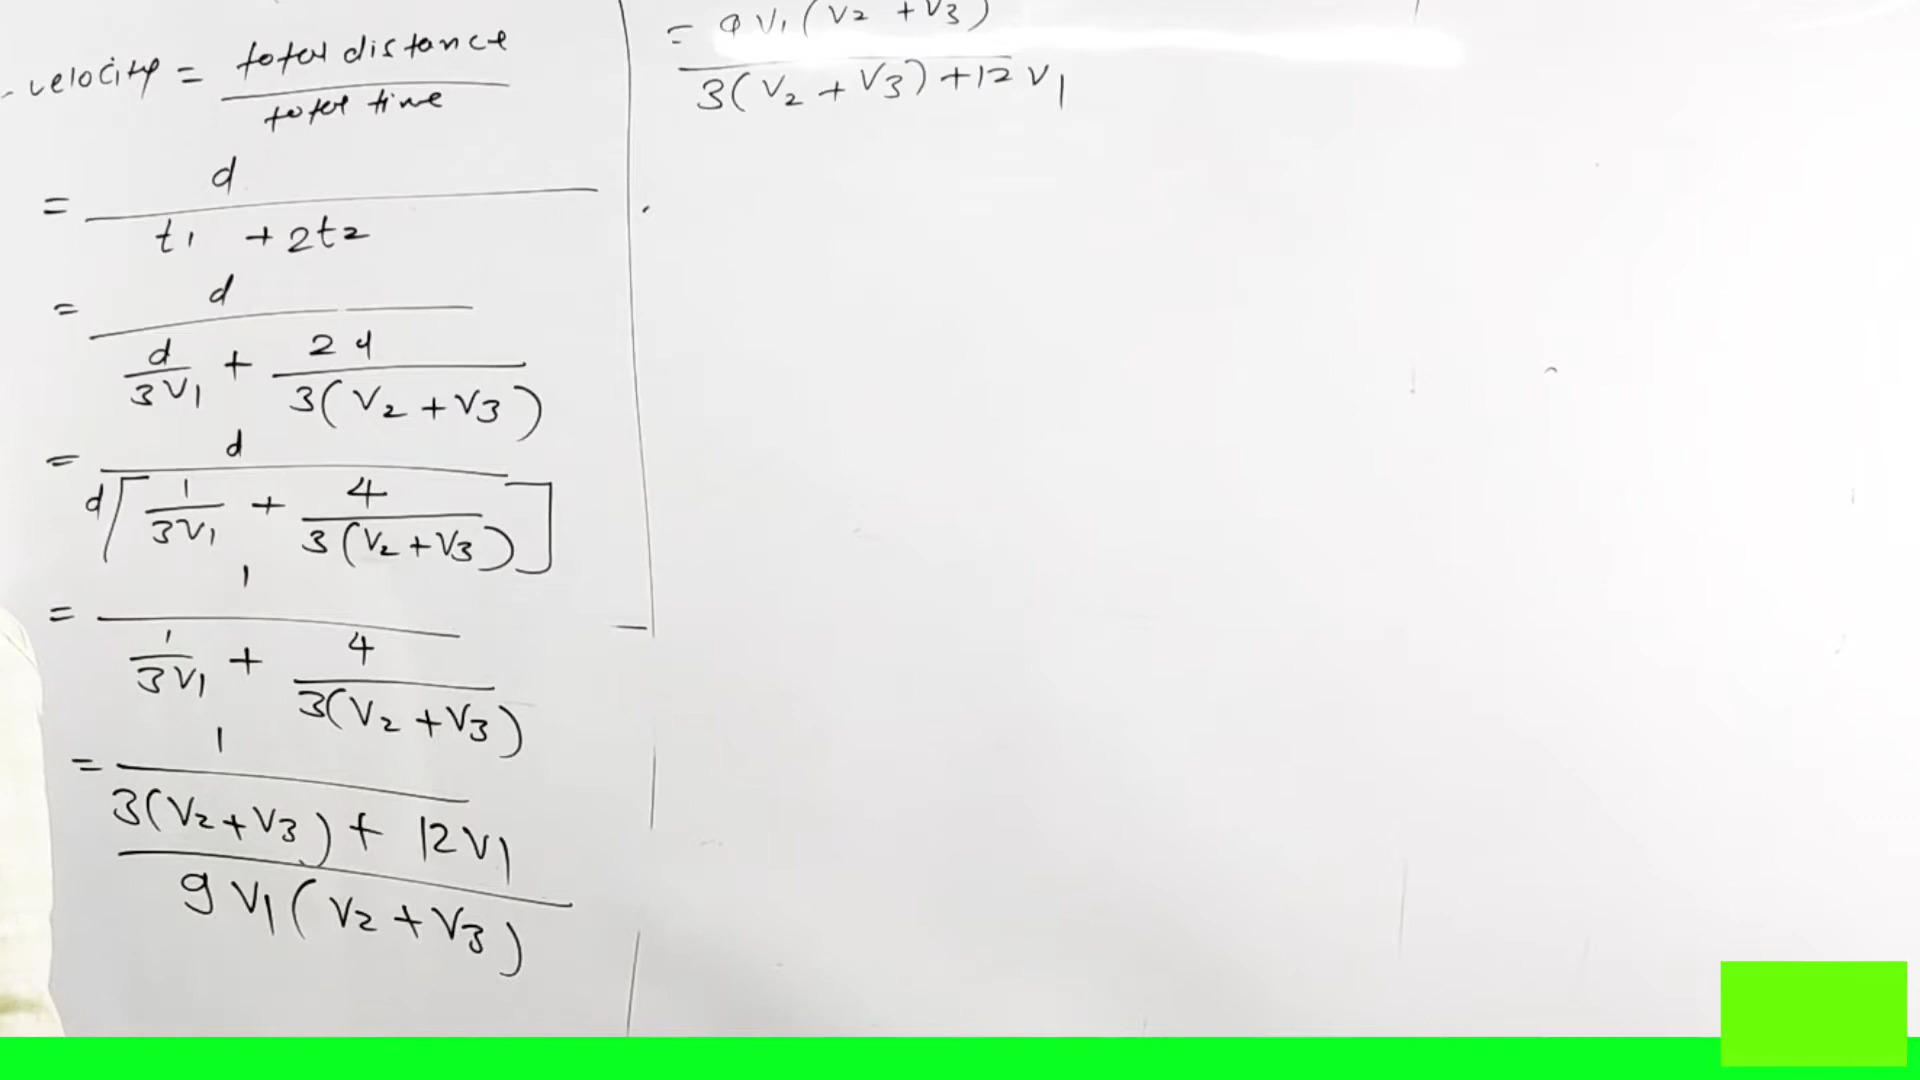 velocity = total distance
total time
= d
t1 + 2t2
= d
d/3V1 + 2d/3(V2+V3)
= d
d[1/3V1 + 4/3(V2+V3)]
= 1
1/3V1 + 4/3(V2+V3)
= 1
3(V2+V3) + 12V1
9V1(V2+V3)
= 9V1(V2+V3)
3(V2+V3)+12V1